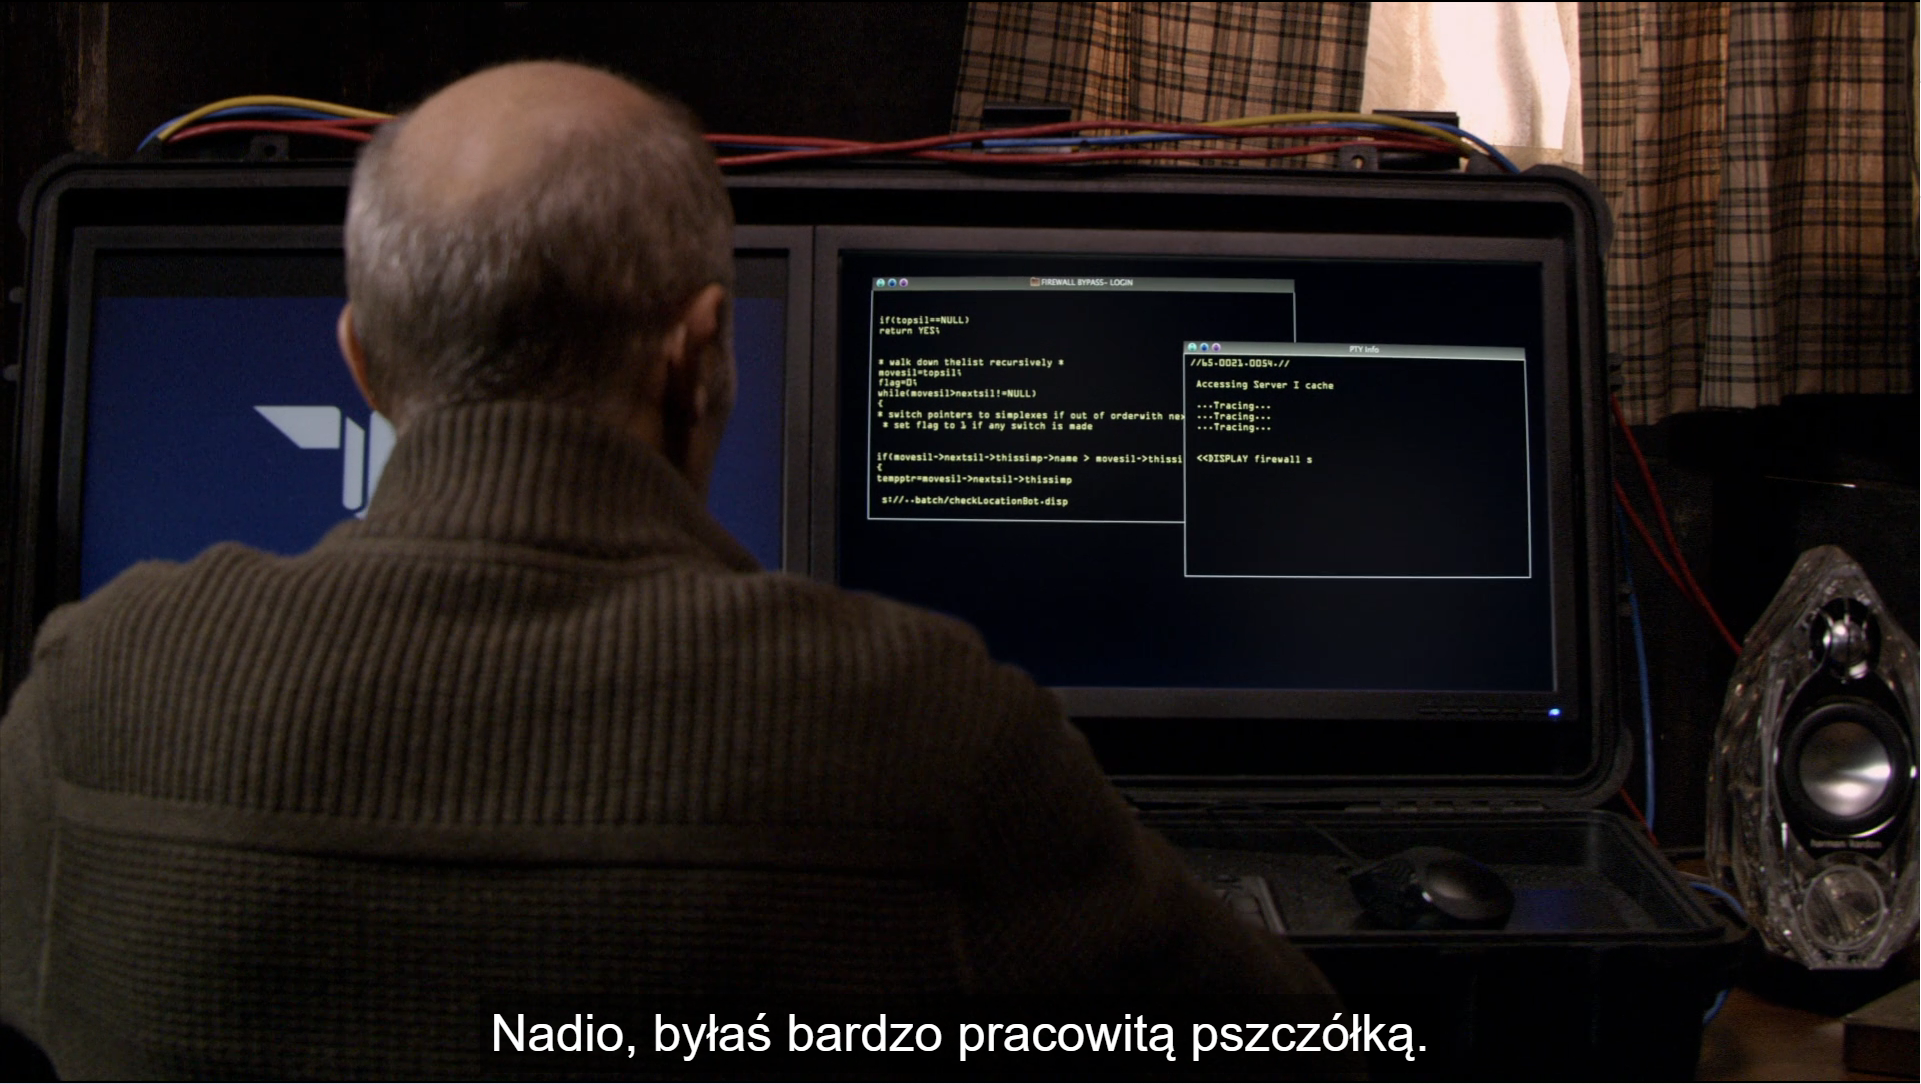 FIREWALL BYPASS- LOGIN
if(topsil==NULL)
return YES;
* walk down thelist recursively *
movesil=topsil;
flag=0;
while(movesil>nextsil!=NULL)
{
* switch pointers to simplexes if out of orderwith nex
* set flag to 1 if any switch is made
if(movesil->nextsil->thissimp->name > movesil->thissi
{
tempptr=movesil->nextsil->thissimp
s://..batch/checkLocationBot.disp
PTY Info
//65.0021.0054.//
Accessing Server I cache
...Tracing...
...Tracing...
...Tracing...
<<DISPLAY firewall s
harman kardon
Nadio, byłaś bardzo pracowitą pszczółką.